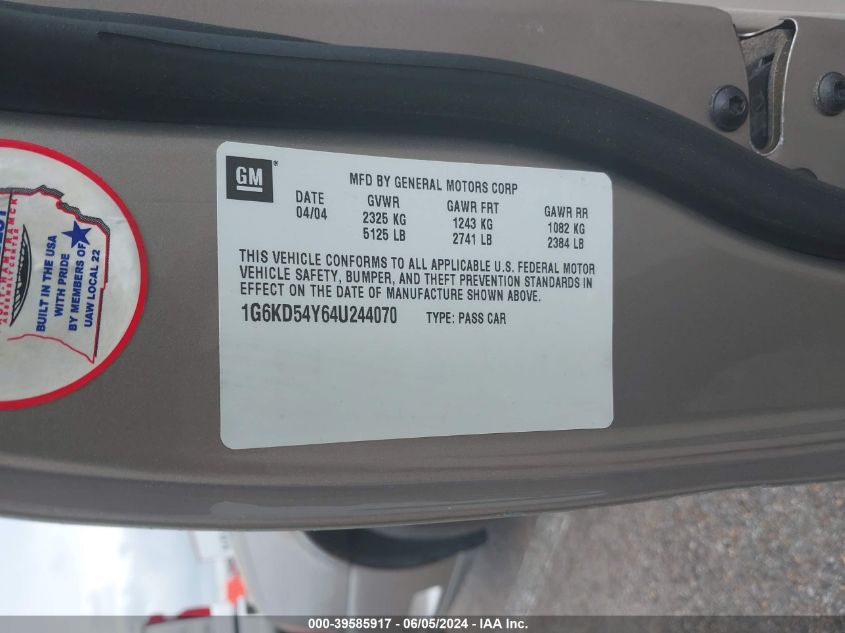 GM
MFD BY GENERAL MOTORS CORP
DATE GVWR GAWR FRT GAWR RR
04/04 2325 KG 1243 KG 1082 KG
5125 LB 2741 LB 2384 LB
THIS VEHICLE CONFORMS TO ALL APPLICABLE U.S. FEDERAL MOTOR
VEHICLE SAFETY, BUMPER, AND THEFT PREVENTION STANDARDS IN
EFFECT ON THE DATE OF MANUFACTURE SHOWN ABOVE.
1G6KD54Y64U244070 TYPE: PASS CAR
BUILT IN THE USA
WITH PRIDE
BY MEMBERS OF
UAW LOCAL 22
000-39585917 - 06/05/2024 - IAA Inc.